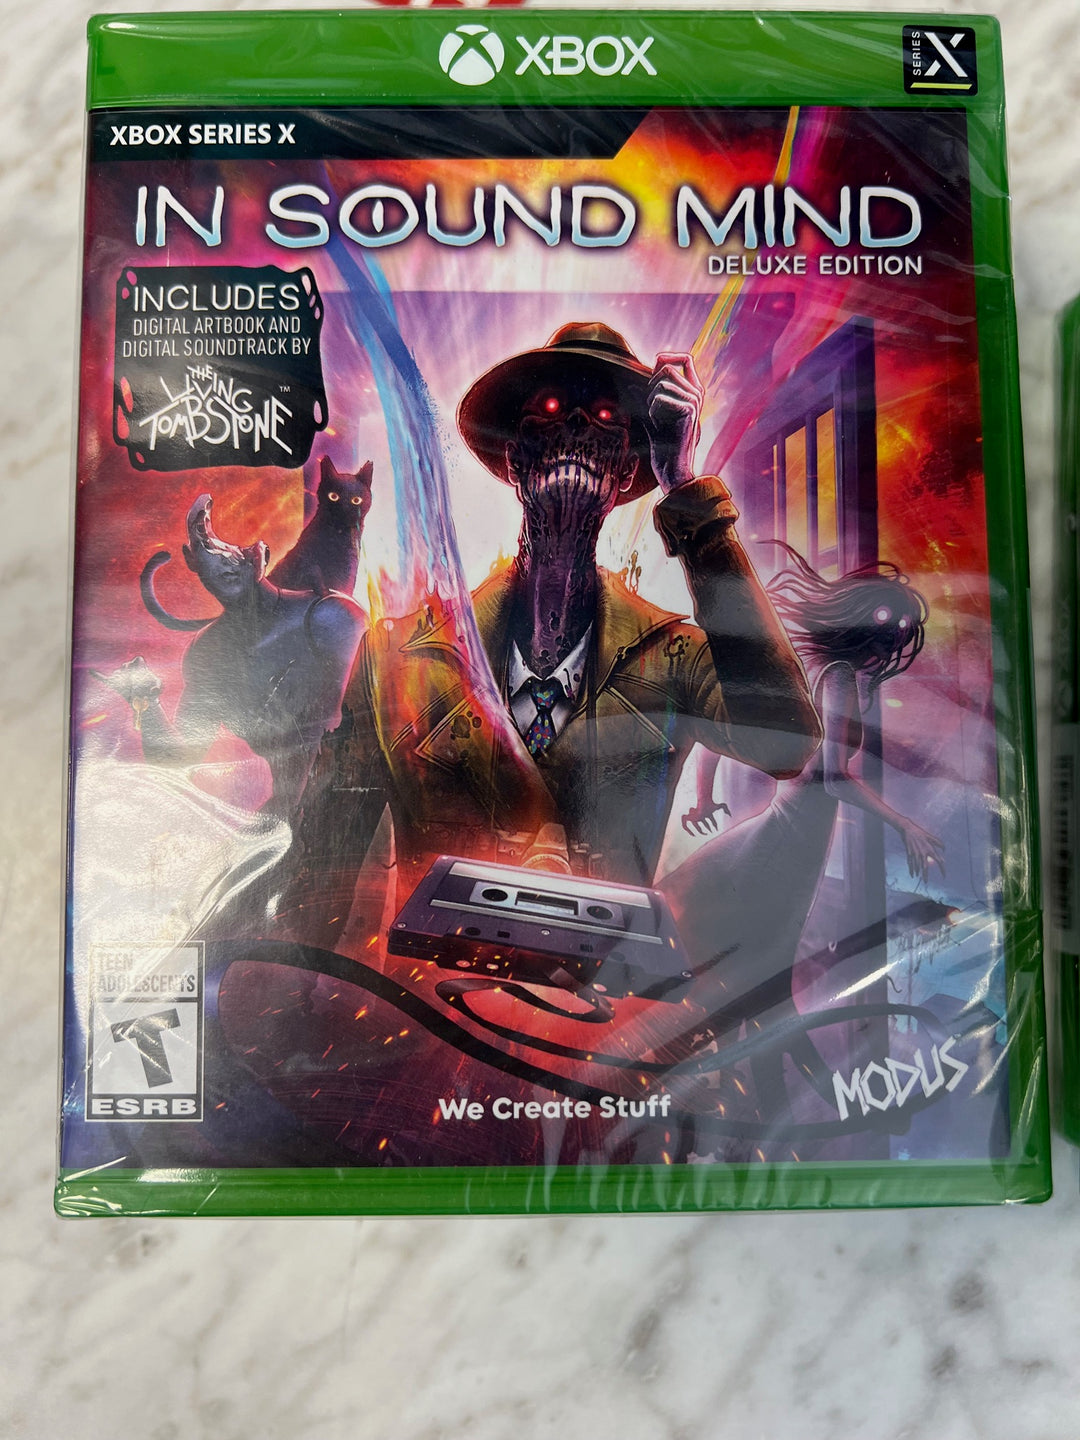 XBOX
SERIES X
XBOX SERIES X
IN SOUND MIND
DELUXE EDITION
INCLUDES
DIGITAL ARTBOOK AND
DIGITAL SOUNDTRACK BY
THE
LIVING
TOMBSTONE™
TEEN
ADOLESCENTS
T
ESRB
We Create Stuff
MODUS